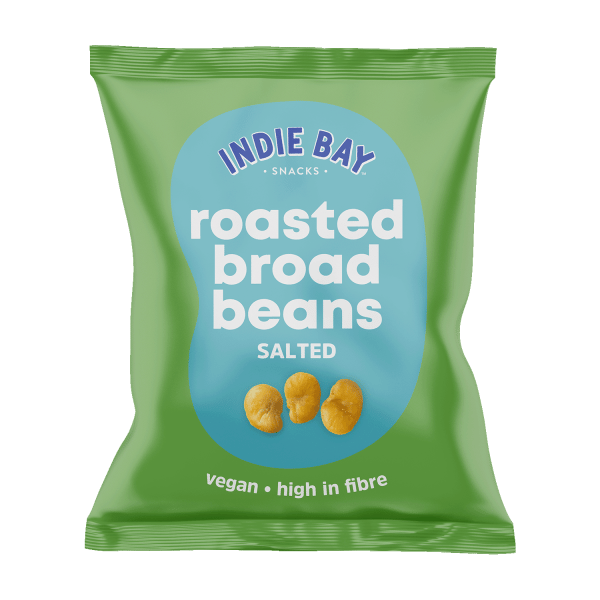 INDIE BAY
• SNACKS •
roasted
broad
beans
SALTED
vegan • high in fibre